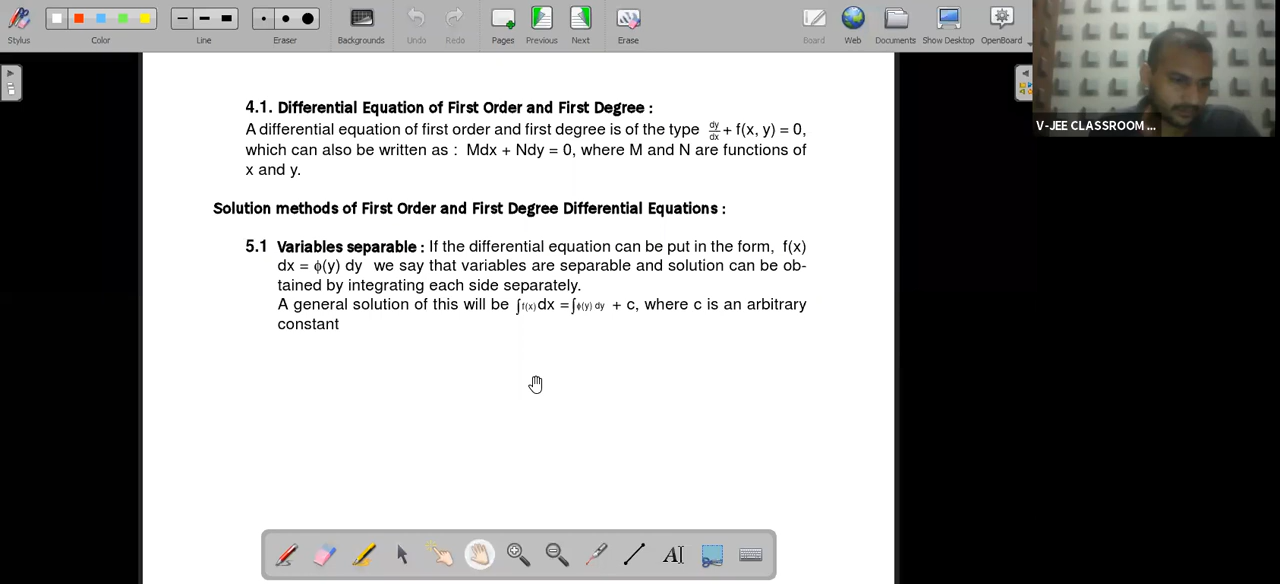 Stylus
Color
Line
Eraser
Backgrounds
Undo
Redo
Pages
Previous
Next
Erase
Board
Web
Documents
Show Desktop
OpenBoard
V-JEE CLASSROOM ...
4.1. Differential Equation of First Order and First Degree :
A differential equation of first order and first degree is of the type dy/dx + f(x, y) = 0,
which can also be written as : Mdx + Ndy = 0, where M and N are functions of
x and y.
Solution methods of First Order and First Degree Differential Equations :
5.1 Variables separable : If the differential equation can be put in the form, f(x)
dx = ϕ(y) dy we say that variables are separable and solution can be ob-
tained by integrating each side separately.
A general solution of this will be ∫f(x)dx =∫ϕ(y) dy + c, where c is an arbitrary
constant
AI